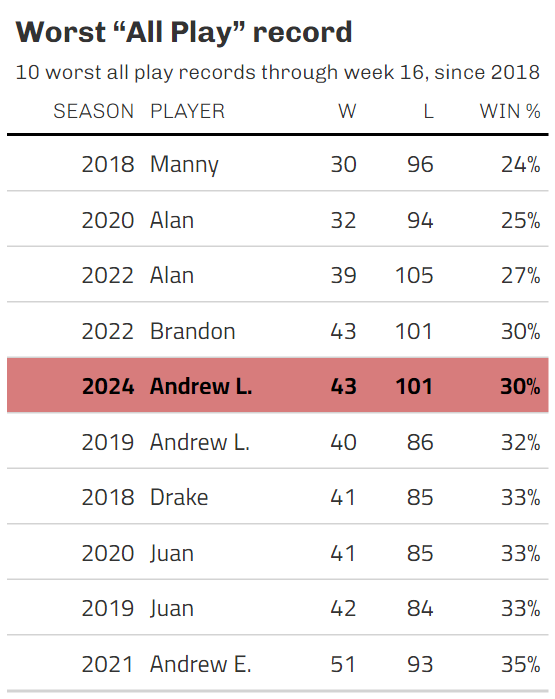 Worst “All Play” record
10 worst all play records through week 16, since 2018
SEASON PLAYER W L WIN %
2018 Manny 30 96 24%
2020 Alan 32 94 25%
2022 Alan 39 105 27%
2022 Brandon 43 101 30%
2024 Andrew L. 43 101 30%
2019 Andrew L. 40 86 32%
2018 Drake 41 85 33%
2020 Juan 41 85 33%
2019 Juan 42 84 33%
2021 Andrew E. 51 93 35%